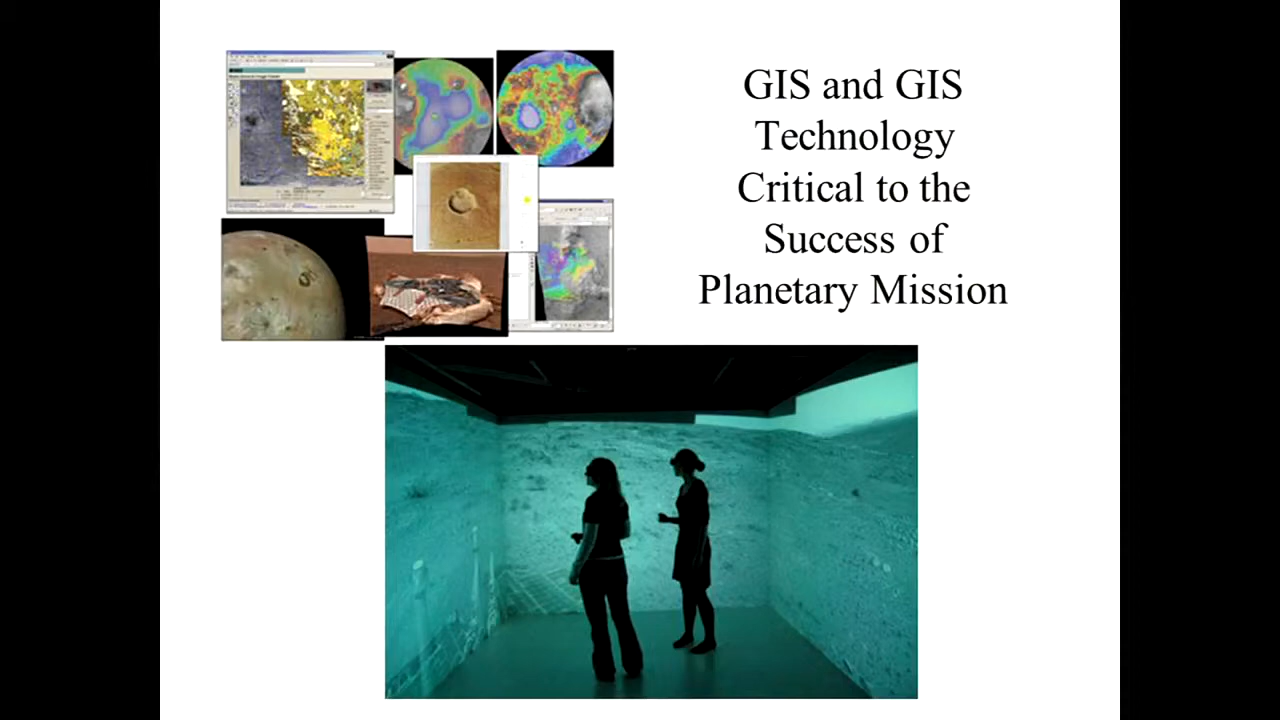 GIS and GIS
Technology
Critical to the
Success of
Planetary Mission